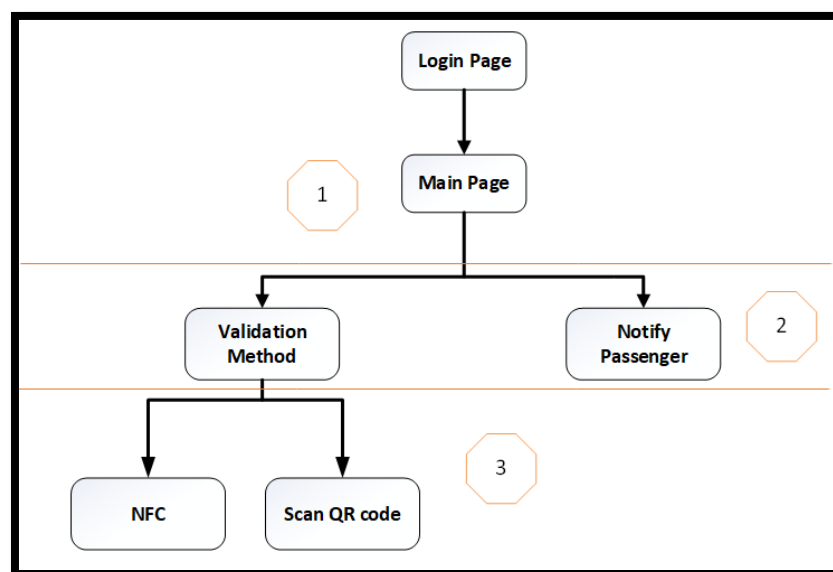 Login Page
Main Page
1
Validation
Method
Notify
Passenger
2
NFC
Scan QR code
3